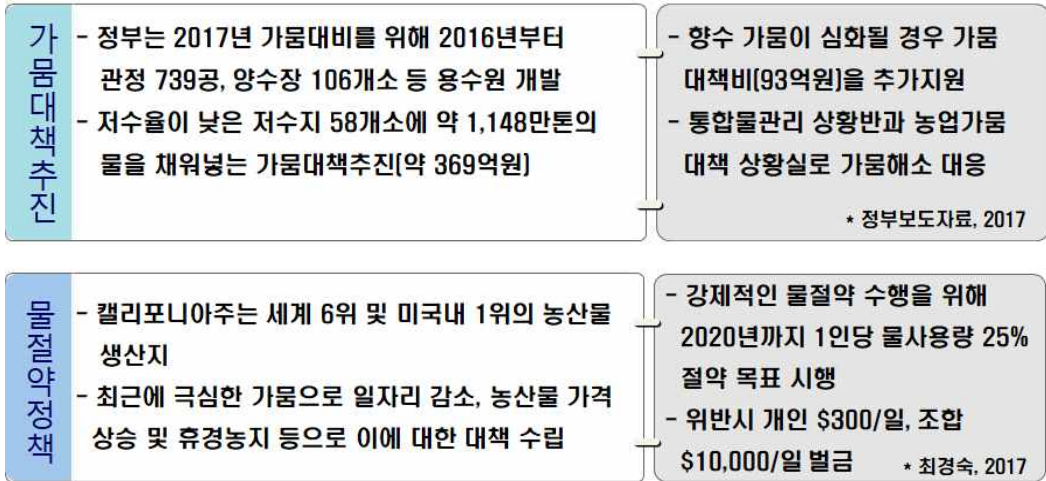 가뭄대책추진
- 정부는 2017년 가뭄대비를 위해 2016년부터
관정 739공, 양수장 106개소 등 용수원 개발
- 저수율이 낮은 저수지 58개소에 약 1,148만톤의
물을 채워넣는 가뭄대책추진(약 369억원)
- 향수 가뭄이 심화될 경우 가뭄
대책비(93억원)을 추가지원
- 통합물관리 상황반과 농업가뭄
대책 상황실로 가뭄해소 대응
* 정부보도자료, 2017
물절약정책
- 캘리포니아주는 세계 6위 및 미국내 1위의 농산물
생산지
- 최근에 극심한 가뭄으로 일자리 감소, 농산물 가격
상승 및 휴경농지 등으로 이에 대한 대책 수립
- 강제적인 물절약 수행을 위해
2020년까지 1인당 물사용량 25%
절약 목표 시행
- 위반시 개인 $300/일, 조합
$10,000/일 벌금 * 최경숙, 2017